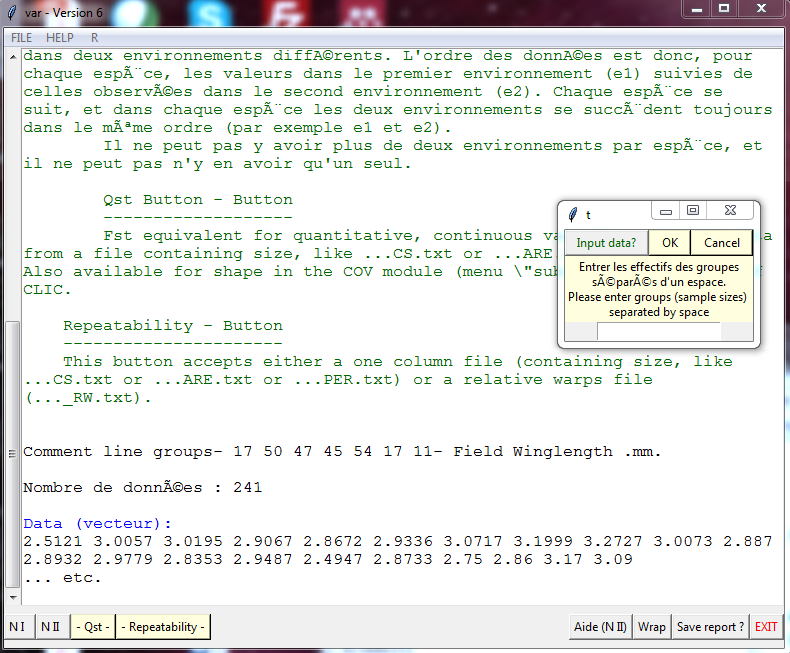 var - Version 6
FILE HELP R
dans deux environnements diffÃ©rents. L'ordre des donnÃ©es est donc, pour
chaque espÃ¨ce, les valeurs dans le premier environnement (e1) suivies de
celles observÃ©es dans le second environnement (e2). Chaque espÃ¨ce se
suit, et dans chaque espÃ¨ce les deux environnements se succÃ¨dent toujours
dans le mÃªme ordre (par exemple e1 et e2).
Il ne peut pas y avoir plus de deux environnements par espÃ¨ce, et
il ne peut pas n'y en avoir qu'un seul.
Qst Button - Button
-------------------
Fst equivalent for quantitative, continuous va
from a file containing size, like ...CS.txt or ...ARE.
Also available for shape in the COV module (menu \"sub
CLIC.
Repeatability - Button
----------------------
This button accepts either a one column file (containing size, like
...CS.txt or ...ARE.txt or ...PER.txt) or a relative warps file
(..._RW.txt).
Comment line groups- 17 50 47 45 54 17 11- Field Winglength .mm.
Nombre de donnÃ©es : 241
Data (vecteur):
2.5121 3.0057 3.0195 2.9067 2.8672 2.9336 3.0717 3.1999 3.2727 3.0073 2.887
2.8932 2.9779 2.8353 2.9487 2.4947 2.8733 2.75 2.86 3.17 3.09
... etc.
t
Input data? OK Cancel
Entrer les effectifs des groupes
sÃ©parÃ©s d'un espace.
Please enter groups (sample sizes)
separated by space
N I N II - Qst - - Repeatability - Aide (N II) Wrap Save report ? EXIT